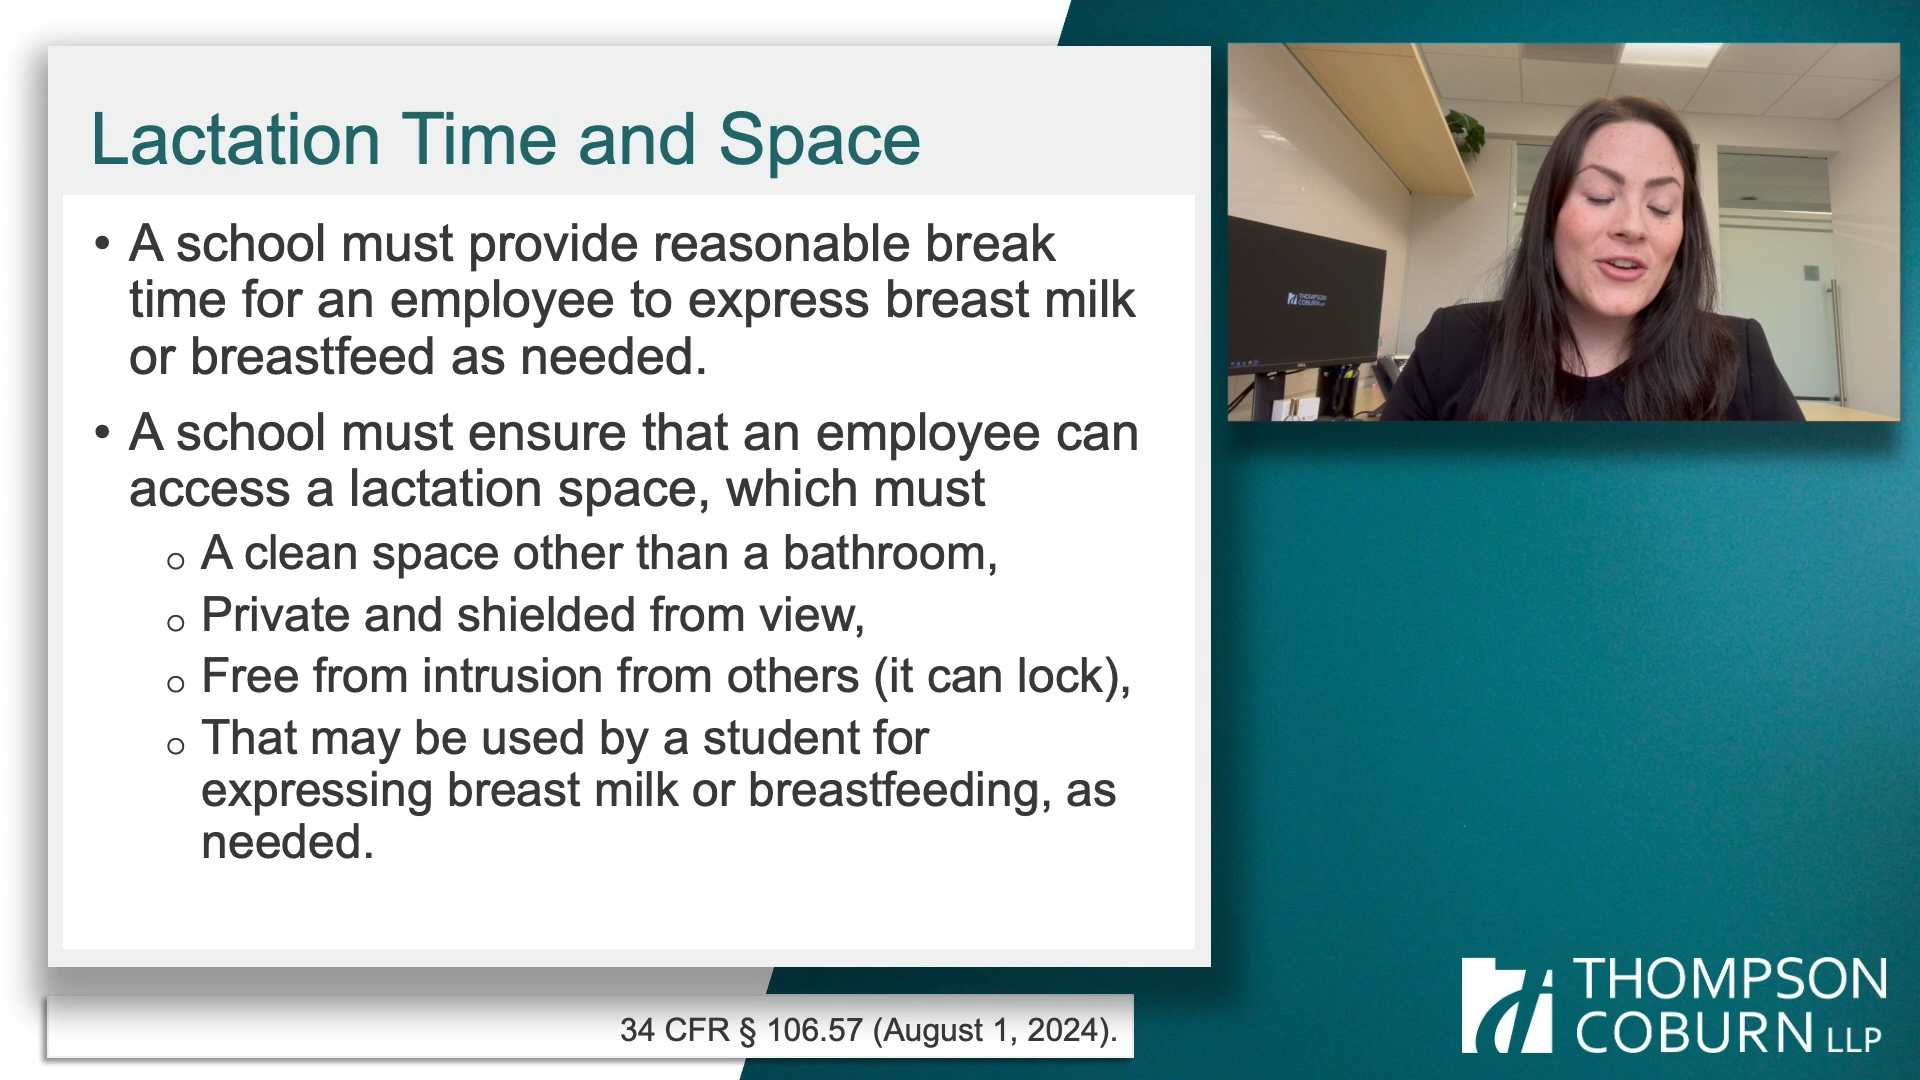 Lactation Time and Space
• A school must provide reasonable break
time for an employee to express breast milk
or breastfeed as needed.
• A school must ensure that an employee can
access a lactation space, which must
o A clean space other than a bathroom,
o Private and shielded from view,
o Free from intrusion from others (it can lock),
o That may be used by a student for
expressing breast milk or breastfeeding, as
needed.
34 CFR § 106.57 (August 1, 2024).
THOMPSON
COBURN LLP
THOMPSON
COBURN LLP